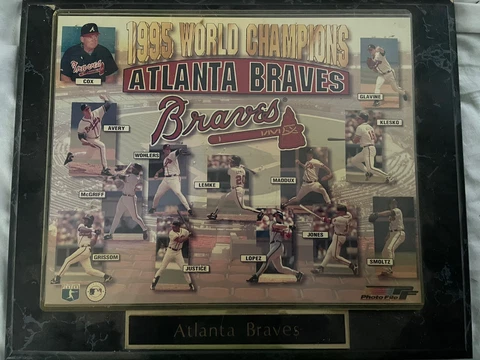 1995 WORLD CHAMPIONS
ATLANTA BRAVES
Braves
COX
GLAVINE
AVERY
KLESKO
WOHLERS
LEMKE
MADDUX
McGRIFF
GRISSOM
JUSTICE
LOPEZ
JONES
SMOLTZ
Photo File
Atlanta Braves